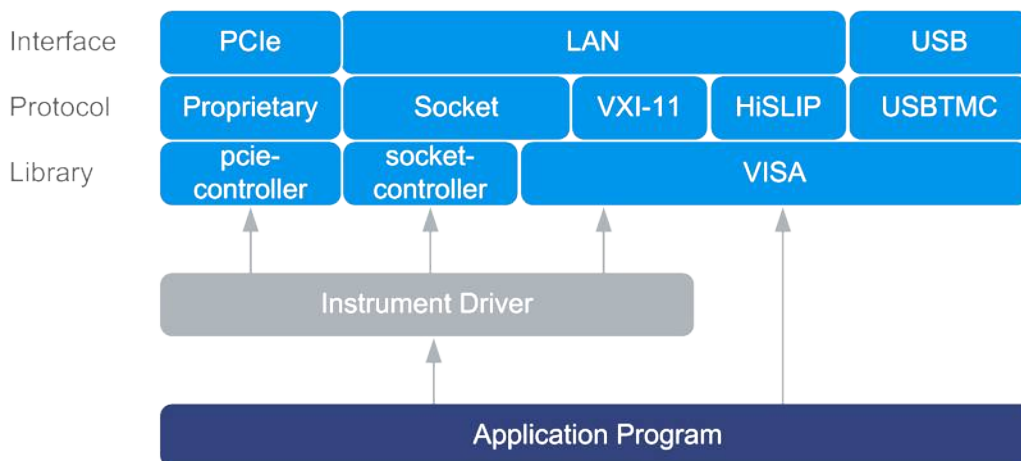 Interface PCIe LAN USB
Protocol Proprietary Socket VXI-11 HiSLIP USBTMC
Library pcie-controller socket-controller VISA
Instrument Driver
Application Program